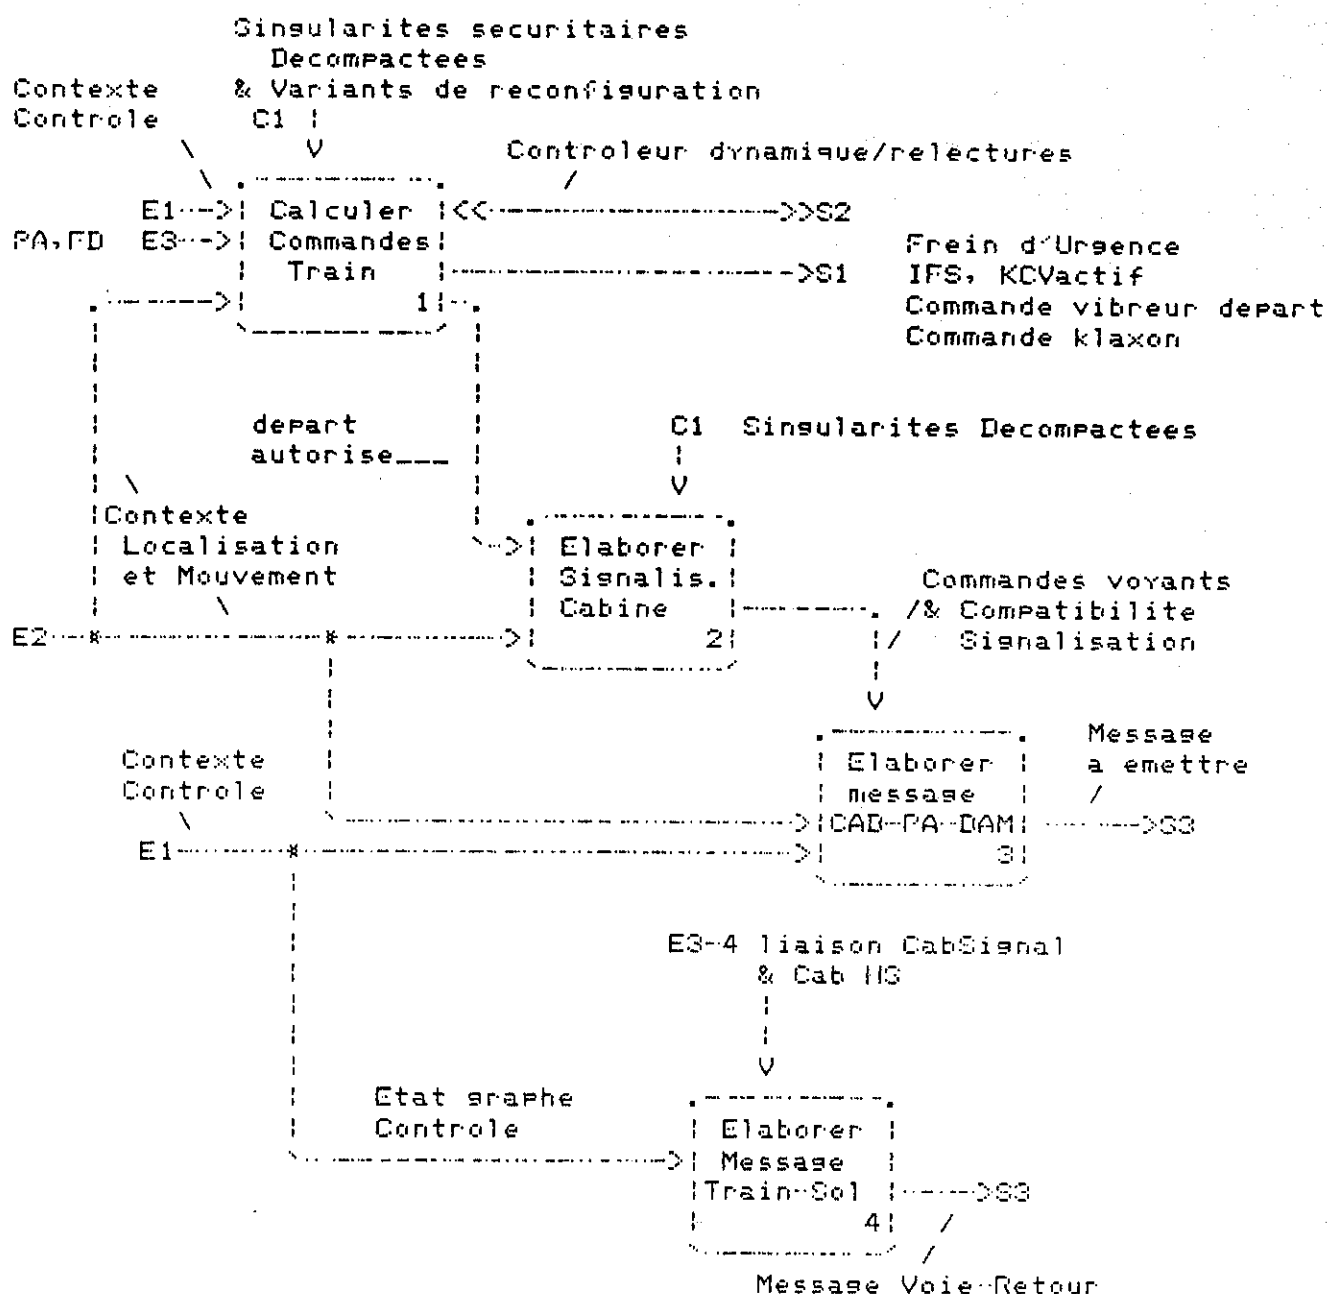 Singularites securitaires
Decompactees
Contexte & Variants de reconfiguration
Controle C1
Controleur dynamique/relectures
E1 Calculer S2
PA,FD E3 Commandes Frein d'Urgence
Train S1 IFS, KCVactif
1 Commande vibreur depart
Commande klaxon
depart C1 Singularites Decompactees
autorise
Contexte
Localisation Elaborer
et Mouvement Signalis. Commandes voyants
Cabine & Compatibilite
E2 2 Signalisation
Message
Contexte Elaborer a emettre
Controle message
CAD-PA-DAM S3
E1 3
E3-4 liaison CabSignal
& Cab HS
Etat graphe
Controle Elaborer
Message
Train-Sol S3
4
Message Voie-Retour